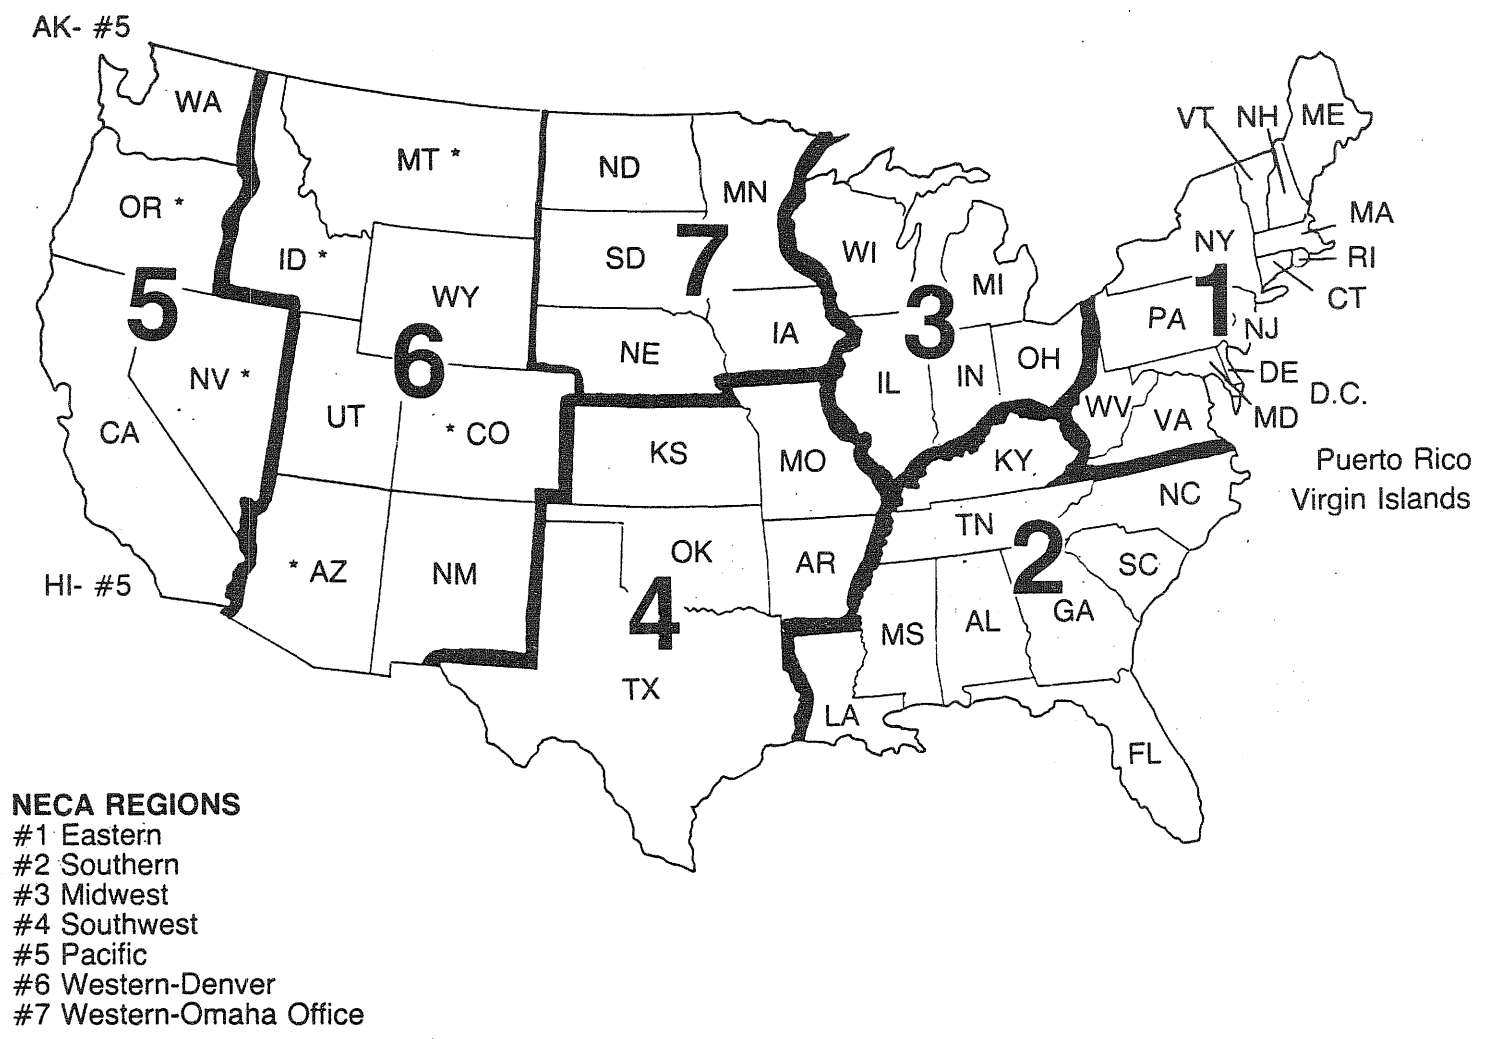 AK- #5
WA
MT *
ND
MN
VT
NH
ME
OR *
ID *
SD
7
WI
MI
NY
MA
RI
CT
5
WY
6
NE
IA
3
1
PA
NJ
NV *
UT
* CO
IL
IN
OH
DE
D.C.
MD
CA
WV
VA
KS
MO
KY
Puerto Rico
Virgin Islands
NC
TN
2
SC
HI- #5
* AZ
NM
OK
AR
4
MS
AL
GA
TX
LA
FL
NECA REGIONS
#1 Eastern
#2 Southern
#3 Midwest
#4 Southwest
#5 Pacific
#6 Western-Denver
#7 Western-Omaha Office